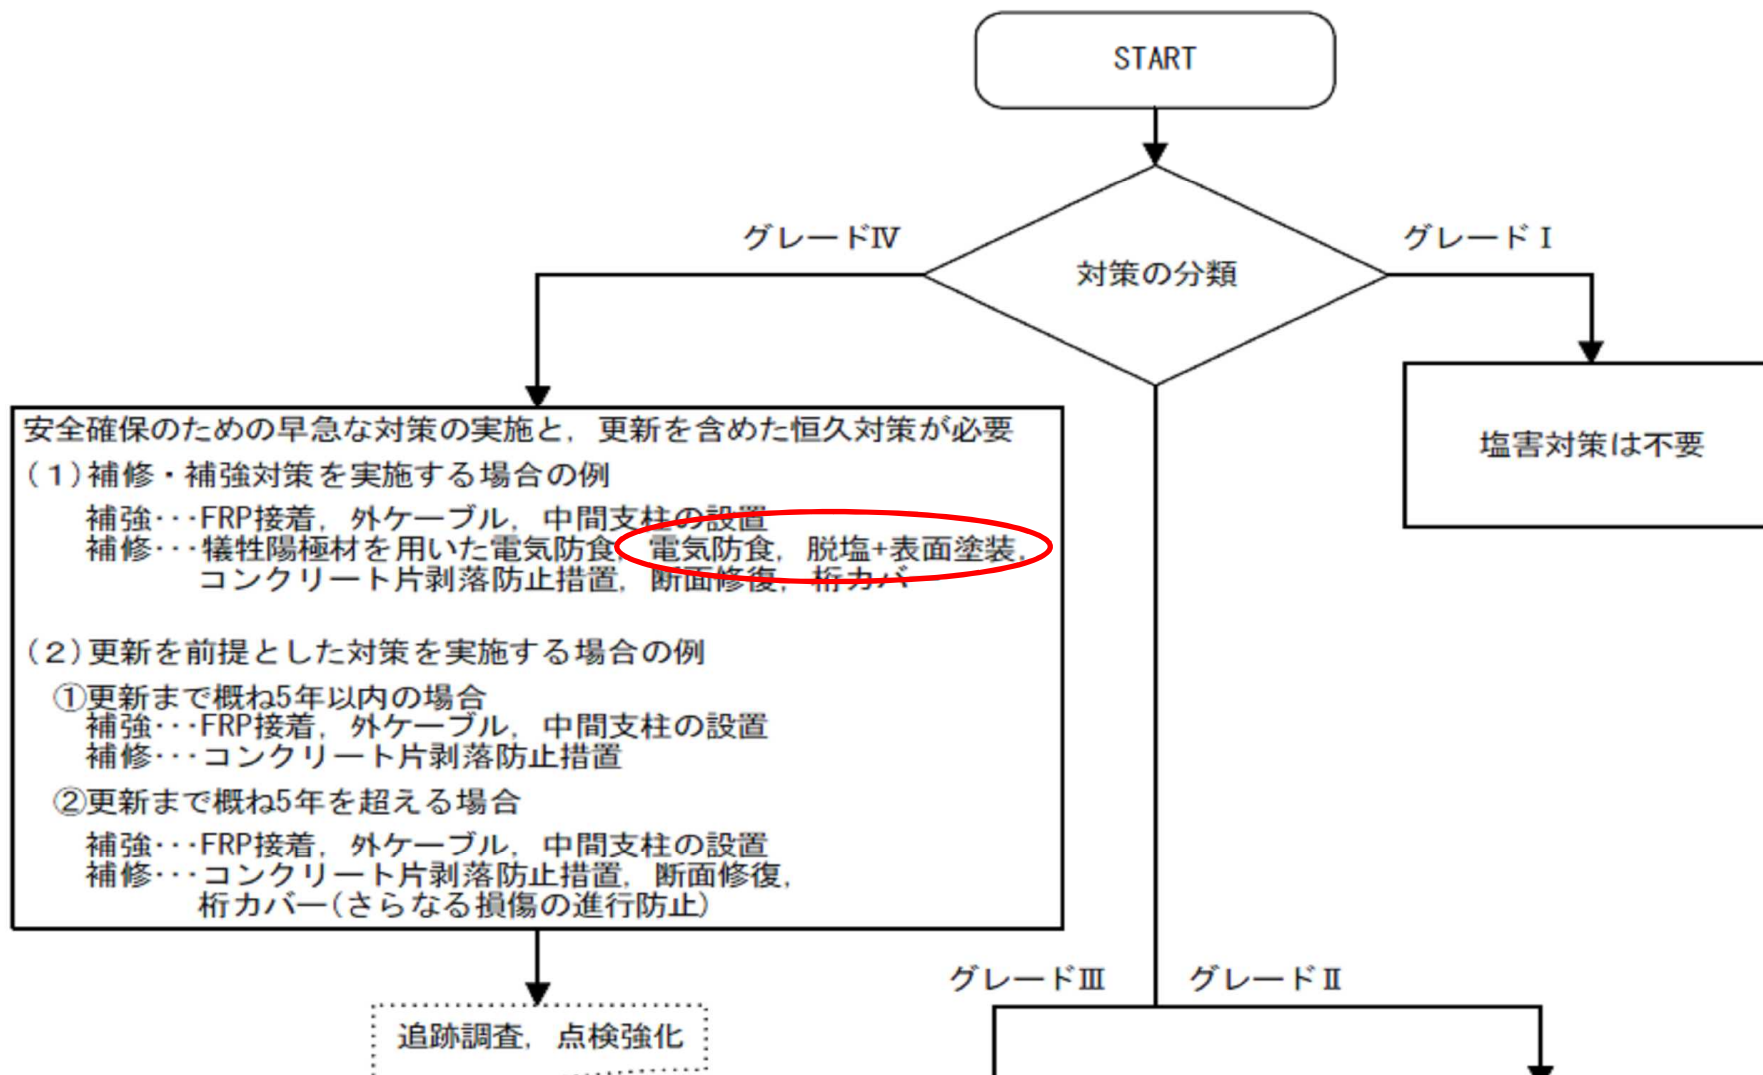 START
グレードⅣ
グレードⅠ
対策の分類
塩害対策は不要
安全確保のための早急な対策の実施と，更新を含めた恒久対策が必要
(１)補修・補強対策を実施する場合の例
補強･･･FRP接着，外ケーブル，中間支柱の設置
補修･･･犠牲陽極材を用いた電気防食，電気防食，脱塩+表面塗装，
コンクリート片剥落防止措置，断面修復，桁カバー
(２)更新を前提とした対策を実施する場合の例
①更新まで概ね5年以内の場合
補強･･･FRP接着，外ケーブル，中間支柱の設置
補修･･･コンクリート片剥落防止措置
②更新まで概ね5年を超える場合
補強･･･FRP接着，外ケーブル，中間支柱の設置
補修･･･コンクリート片剥落防止措置，断面修復，
桁カバー(さらなる損傷の進行防止)
グレードⅢ
グレードⅡ
追跡調査，点検強化